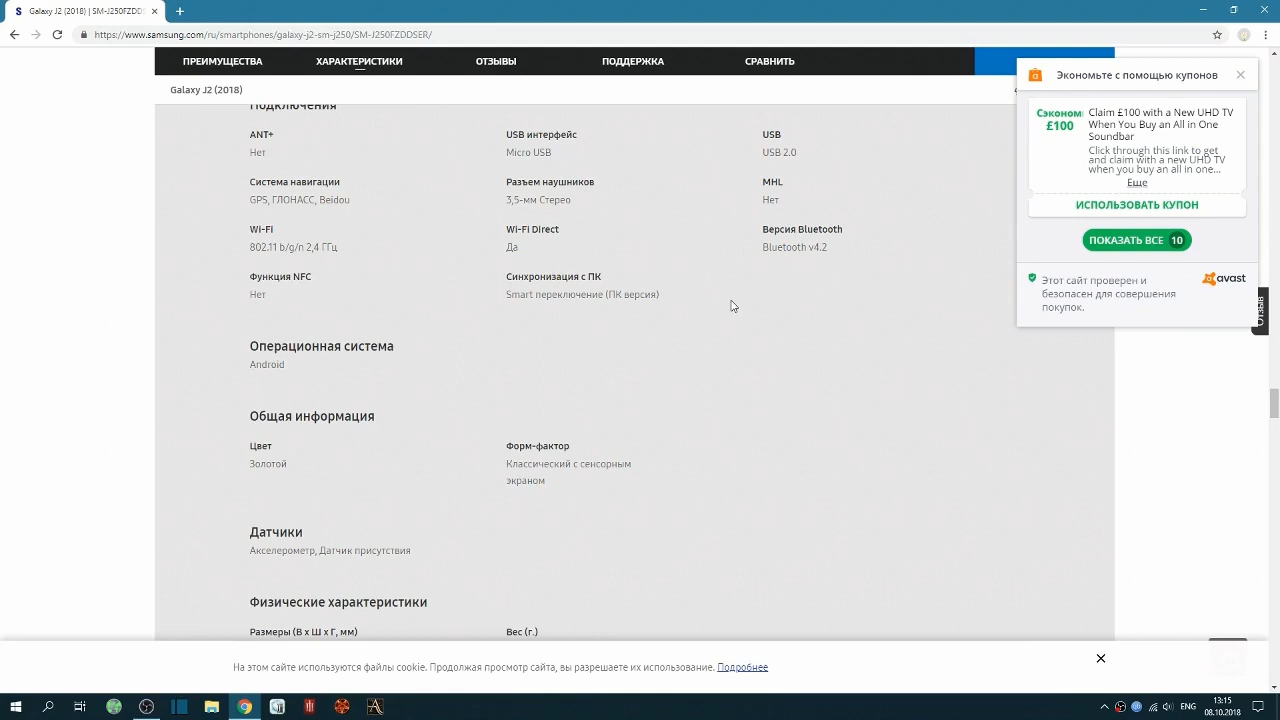 Galaxy J2 (2018) | SM-J250FZDDS
https://www.samsung.com/ru/smartphones/galaxy-j2-sm-j250/SM-J250FZDDSER/
ПРЕИМУЩЕСТВА ХАРАКТЕРИСТИКИ ОТЗЫВЫ ПОДДЕРЖКА СРАВНИТЬ
Galaxy J2 (2018)
Подключения
ANT+ USB интерфейс USB
Нет Micro USB USB 2.0
Система навигации Разъем наушников MHL
GPS, ГЛОНАСС, Beidou 3,5-мм Стерео Нет
Wi-Fi Wi-Fi Direct Версия Bluetooth
802.11 b/g/n 2,4 ГГц Да Bluetooth v4.2
Функция NFC Синхронизация с ПК
Нет Smart переключение (ПК версия)
Операционная система
Android
Общая информация
Цвет Форм-фактор
Золотой Классический с сенсорным
экраном
Датчики
Акселерометр, Датчик присутствия
Физические характеристики
Размеры (В x Ш x Г, мм) Вес (г.)
Экономьте с помощью купонов
Сэконом
£100
Claim £100 with a New UHD TV
When You Buy an All in One
Soundbar
Click through this link to get
and claim with a new UHD TV
when you buy an all in one...
Еще
ИСПОЛЬЗОВАТЬ КУПОН
ПОКАЗАТЬ ВСЕ 10
Этот сайт проверен и
безопасен для совершения
покупок.
avast
Отзыв
На этом сайте используются файлы cookie. Продолжая просмотр сайта, вы разрешаете их использование. Подробнее
ENG
13:15
08.10.2018